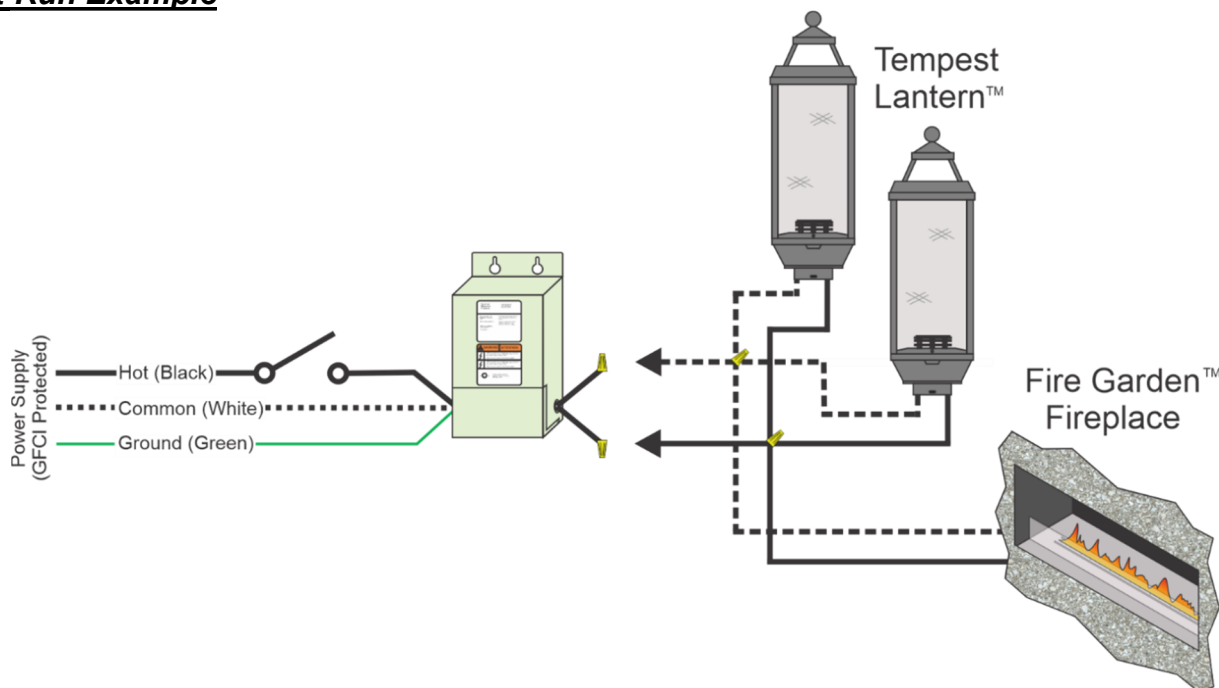 Run Example
Tempest
Lantern™
Fire Garden™
Fireplace
Power Supply
(GFCI Protected)
Hot (Black)
Common (White)
Ground (Green)